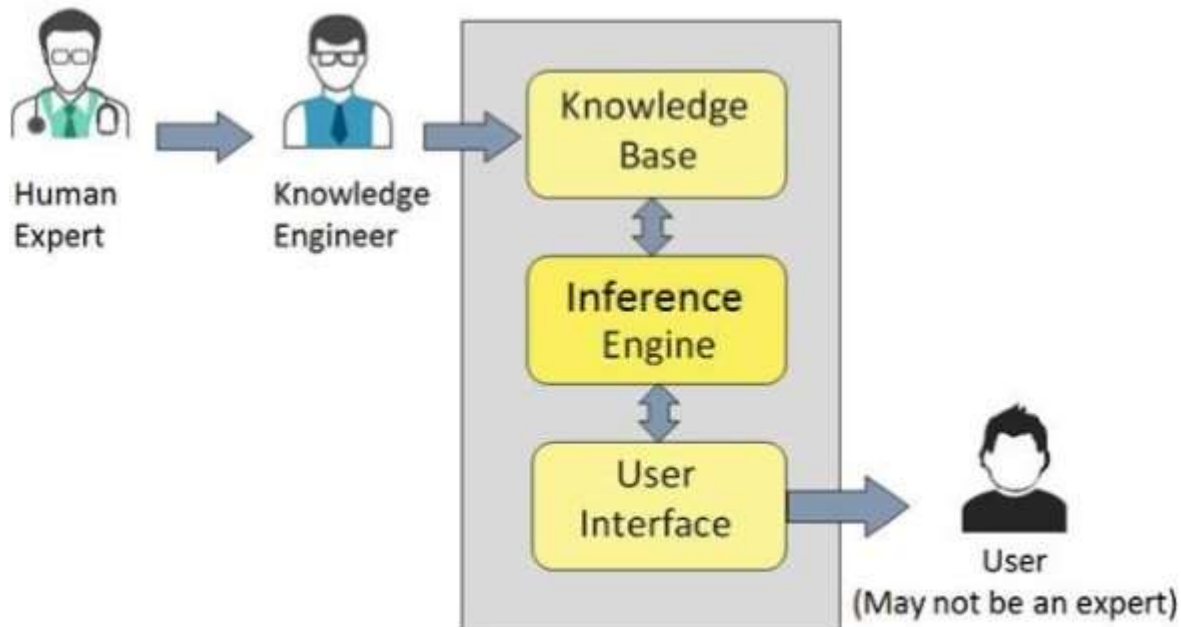 Human
Expert
Knowledge
Engineer
Knowledge
Base
Inference
Engine
User
Interface
User
(May not be an expert)